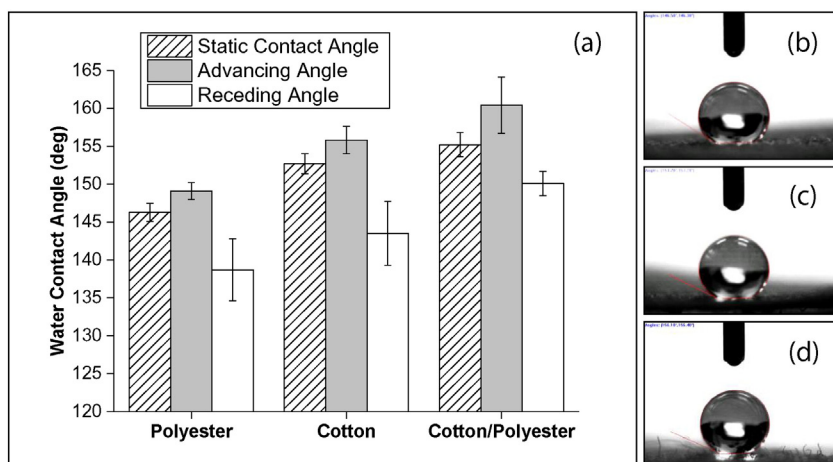 (a)
Static Contact Angle
Advancing Angle
Receding Angle
Water Contact Angle (deg)
165
160
155
150
145
140
135
130
125
120
Polyester Cotton Cotton/Polyester
(b)
(c)
(d)